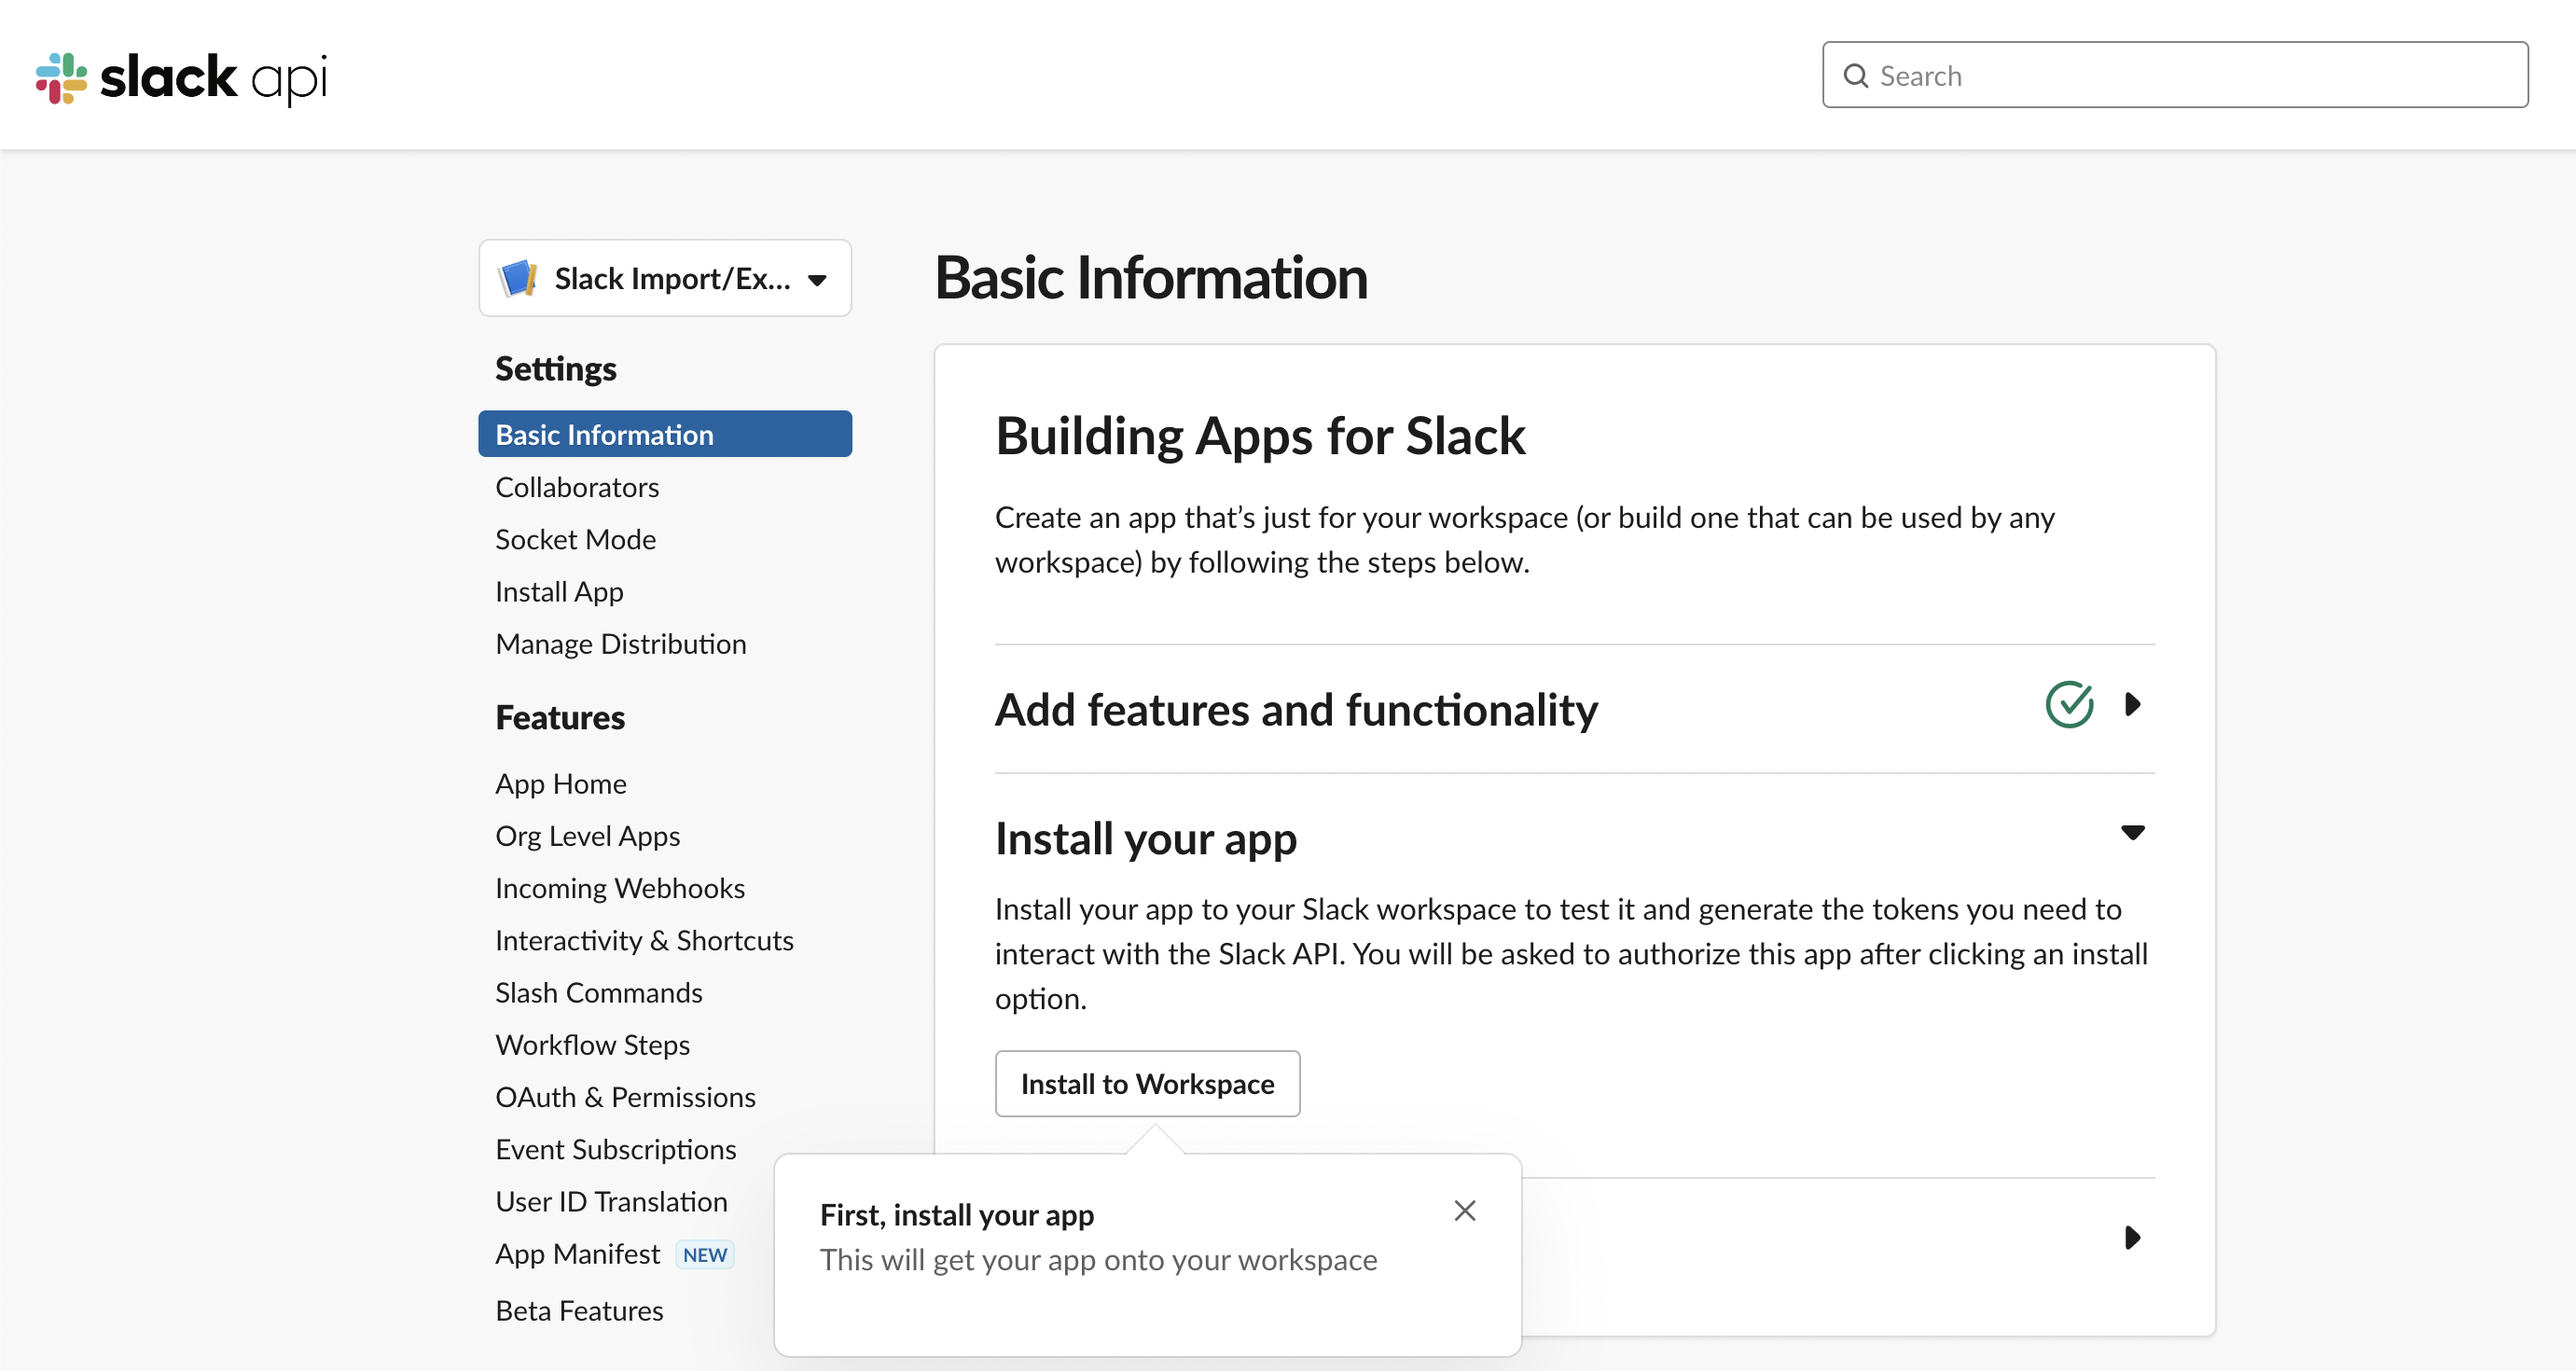 slack api
Search
Slack Import/Ex...
Settings
Basic Information
Collaborators
Socket Mode
Install App
Manage Distribution
Features
App Home
Org Level Apps
Incoming Webhooks
Interactivity & Shortcuts
Slash Commands
Workflow Steps
OAuth & Permissions
Event Subscriptions
User ID Translation
App Manifest NEW
Beta Features
Basic Information
Building Apps for Slack
Create an app that’s just for your workspace (or build one that can be used by any
workspace) by following the steps below.
Add features and functionality
Install your app
Install your app to your Slack workspace to test it and generate the tokens you need to
interact with the Slack API. You will be asked to authorize this app after clicking an install
option.
Install to Workspace
First, install your app
This will get your app onto your workspace